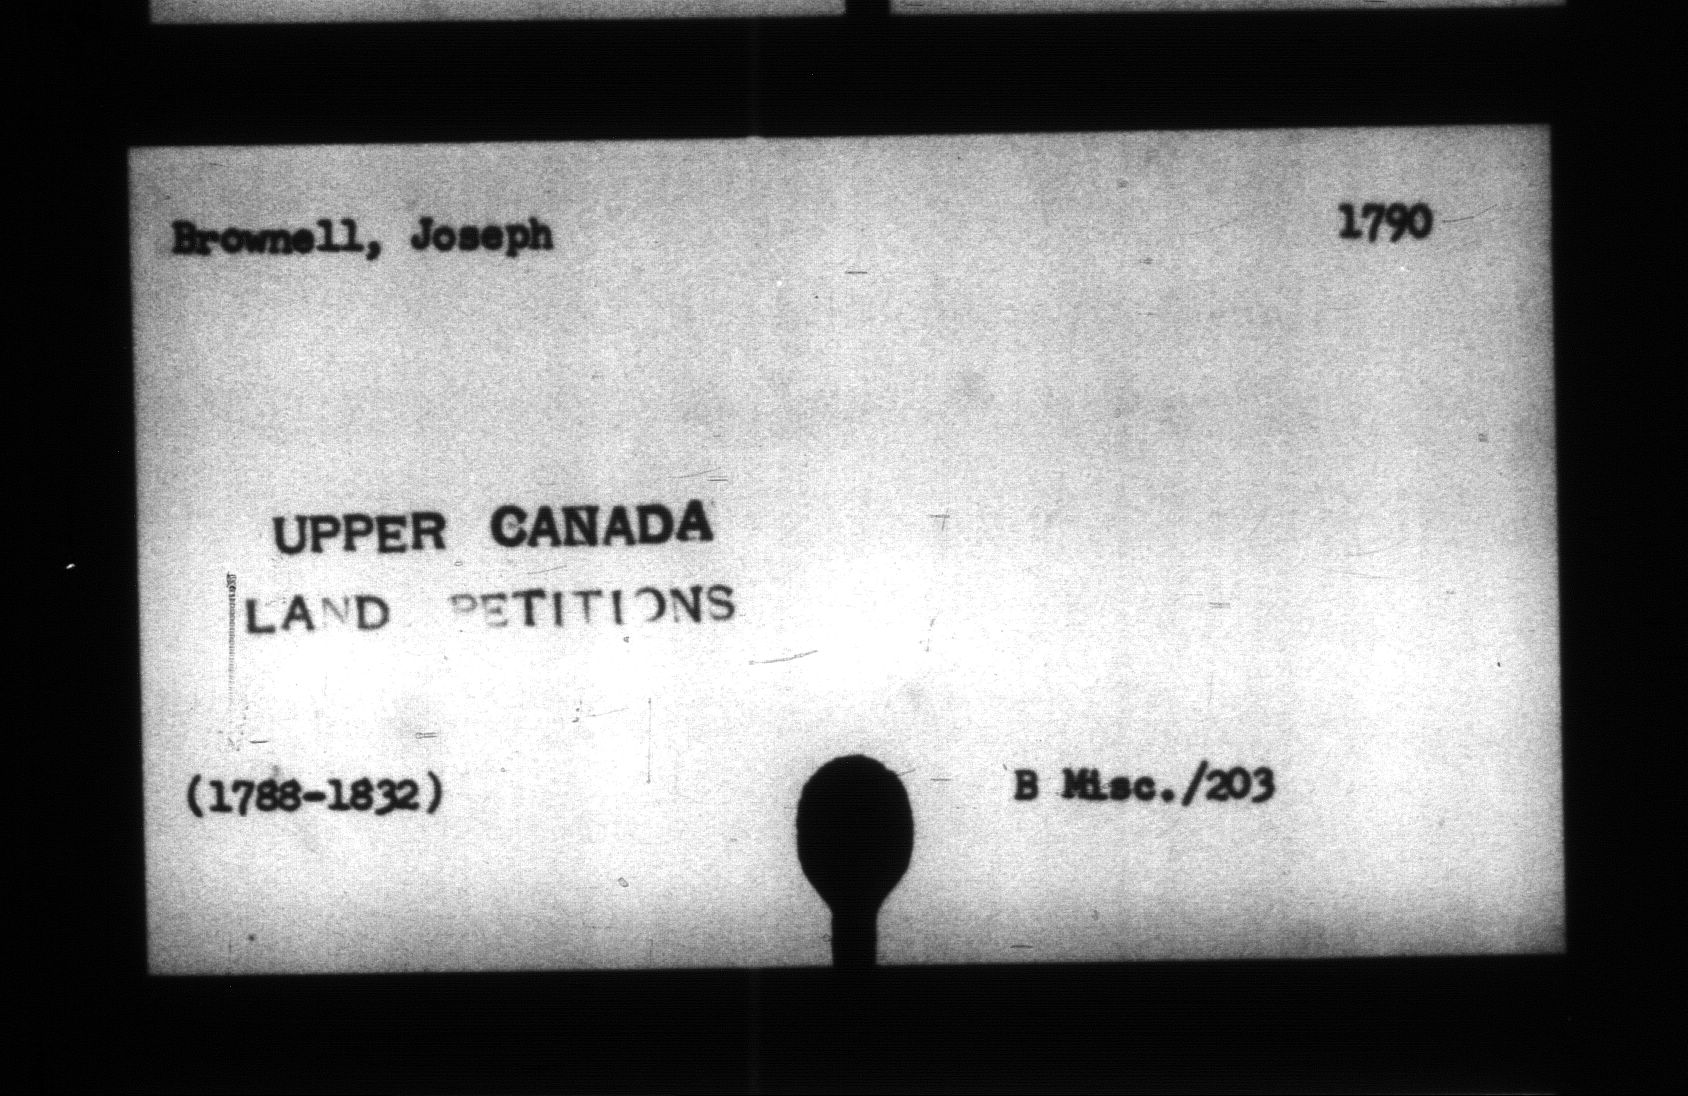 Brownell, Joseph 1790
UPPER CANADA
LAND PETITIONS
(1788-1832) B Misc./203